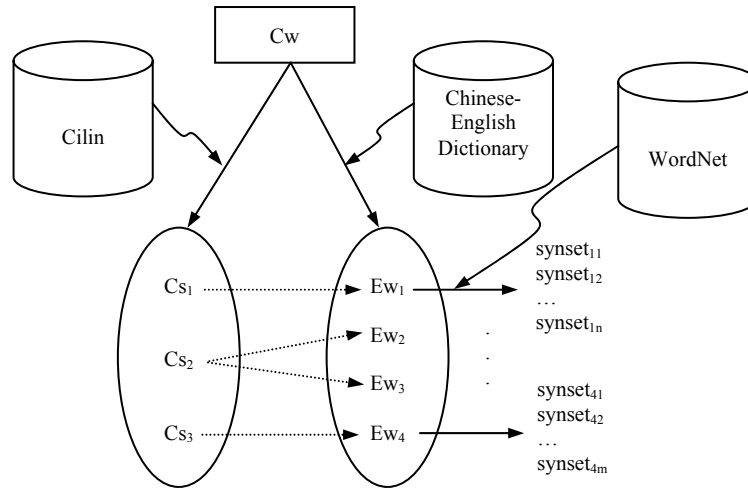 Cw
Cilin
Chinese-
English
Dictionary
WordNet
Cs₁
Cs₂
Cs₃
Ew₁
Ew₂
Ew₃
Ew₄
synset₁₁
synset₁₂
…
synset₁ₙ
.
.
.
synset₄₁
synset₄₂
…
synset₄ₘ